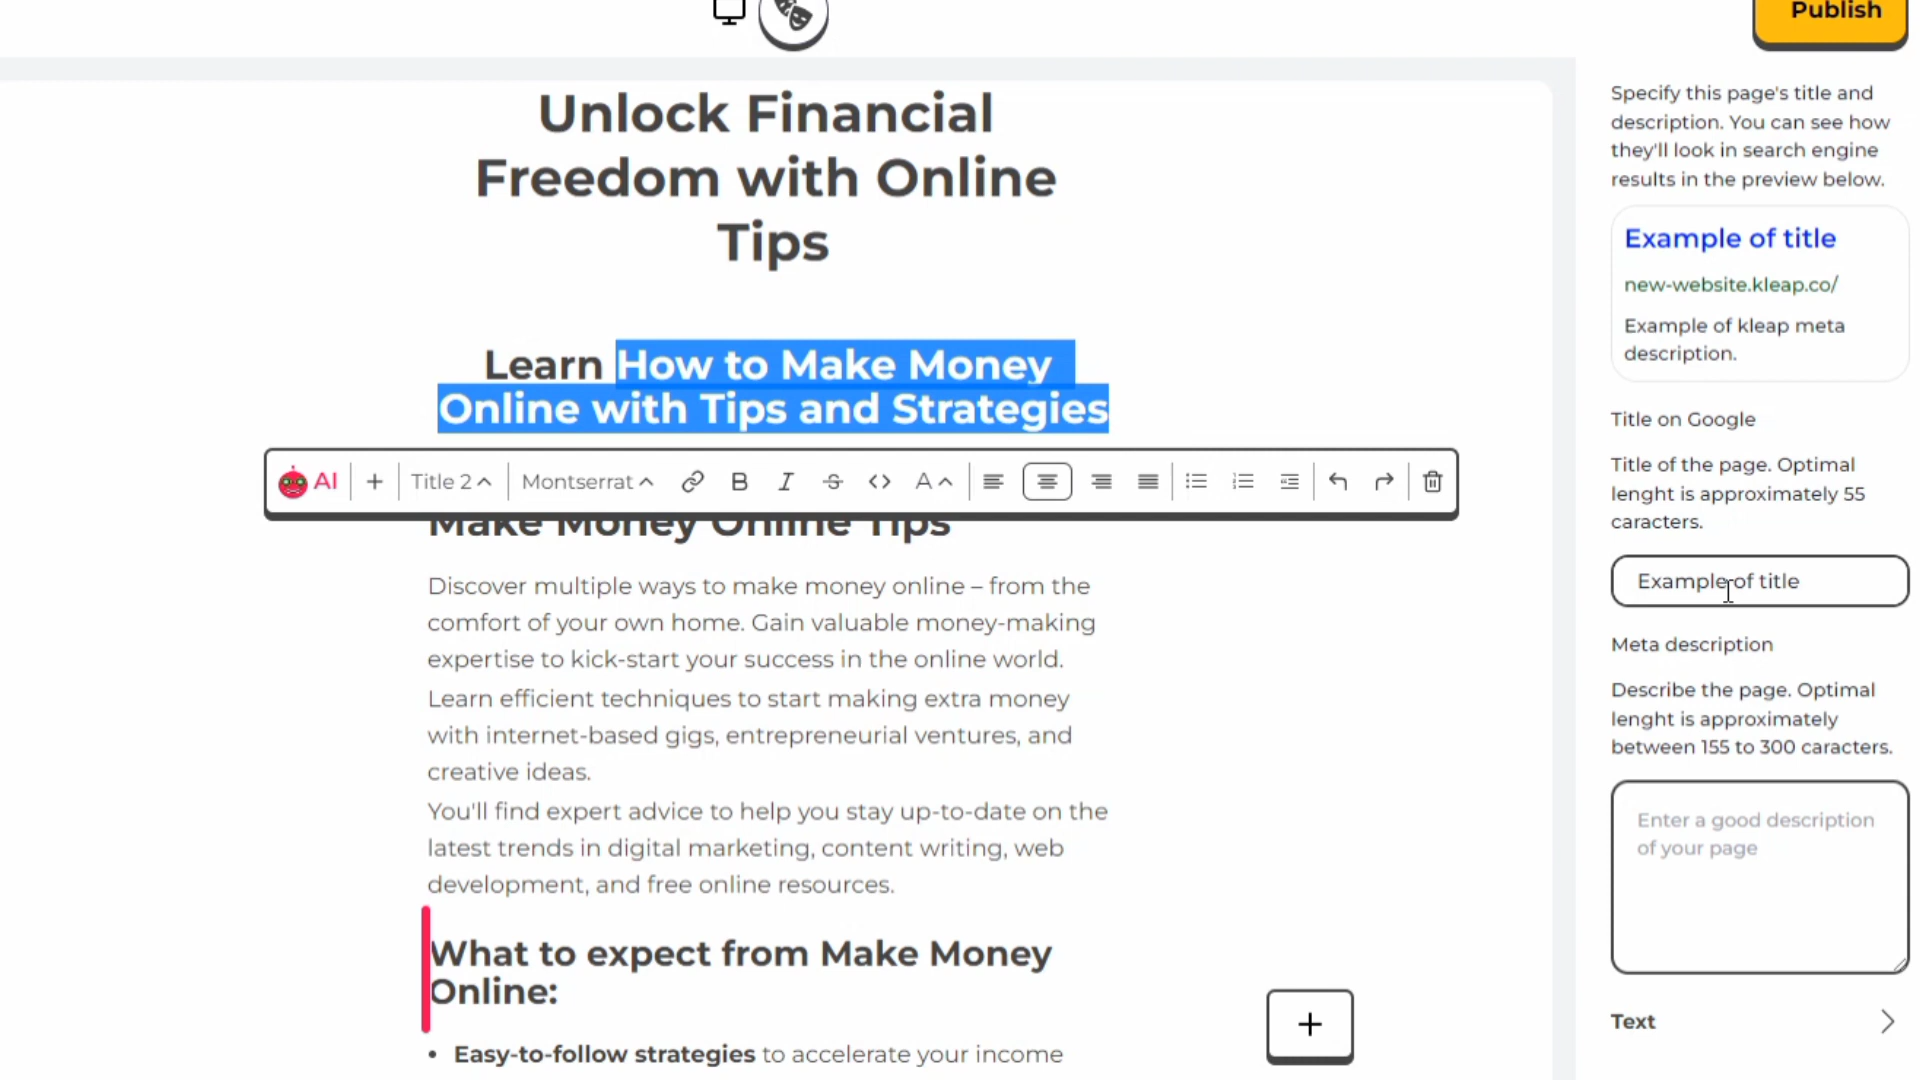 Publish
Unlock Financial
Freedom with Online
Tips
Learn How to Make Money
Online with Tips and Strategies
AI
Title 2
Montserrat
B
I
S
A
Make Money Online Tips
Discover multiple ways to make money online – from the
comfort of your own home. Gain valuable money-making
expertise to kick-start your success in the online world.
Learn efficient techniques to start making extra money
with internet-based gigs, entrepreneurial ventures, and
creative ideas.
You'll find expert advice to help you stay up-to-date on the
latest trends in digital marketing, content writing, web
development, and free online resources.
What to expect from Make Money
Online:
• Easy-to-follow strategies to accelerate your income
Specify this page's title and
description. You can see how
they'll look in search engine
results in the preview below.
Example of title
new-website.kleap.co/
Example of kleap meta
description.
Title on Google
Title of the page. Optimal
lenght is approximately 55
caracters.
Example of title
Meta description
Describe the page. Optimal
lenght is approximately
between 155 to 300 caracters.
Enter a good description
of your page
Text